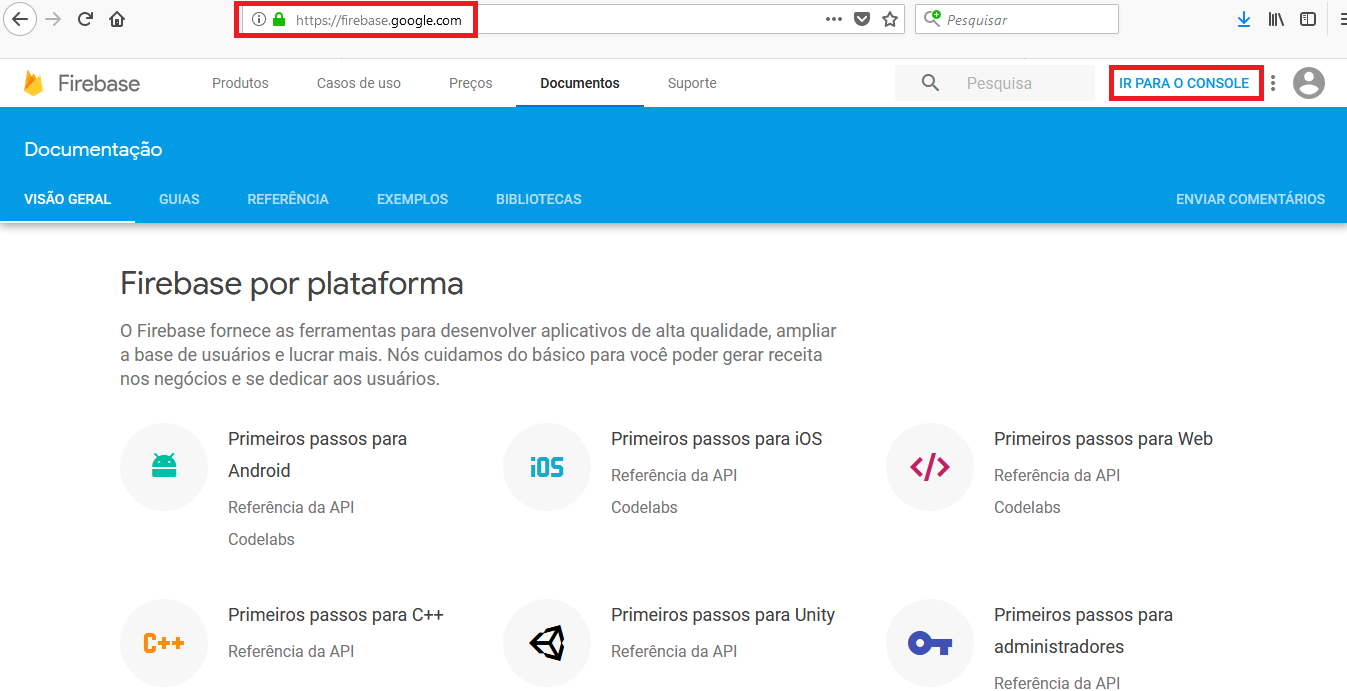 https://firebase.google.com
Pesquisar
Firebase
Produtos
Casos de uso
Preços
Documentos
Suporte
Pesquisa
IR PARA O CONSOLE
Documentação
VISÃO GERAL
GUIAS
REFERÊNCIA
EXEMPLOS
BIBLIOTECAS
ENVIAR COMENTÁRIOS
Firebase por plataforma
O Firebase fornece as ferramentas para desenvolver aplicativos de alta qualidade, ampliar
a base de usuários e lucrar mais. Nós cuidamos do básico para você poder gerar receita
nos negócios e se dedicar aos usuários.
Primeiros passos para
Android
Referência da API
Codelabs
iOS
Primeiros passos para iOS
Referência da API
Codelabs
</>
Primeiros passos para Web
Referência da API
Codelabs
C++
Primeiros passos para C++
Referência da API
Primeiros passos para Unity
Referência da API
Primeiros passos para
administradores
Referência da API